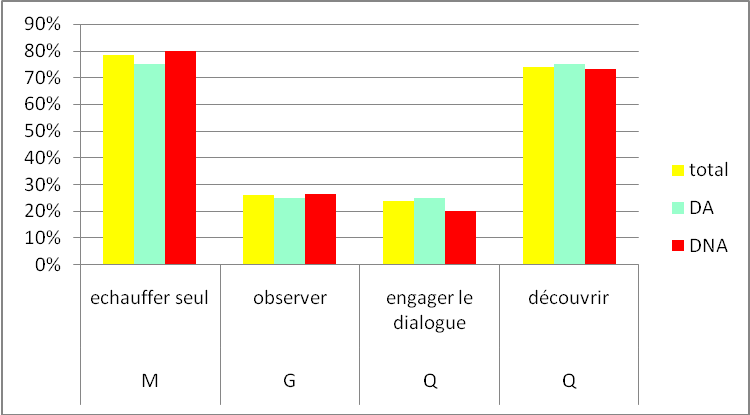 90%
80%
70%
60%
50%
40%
30%
20%
10%
0%
echauffer seul
observer
engager le
dialogue
découvrir
M
G
Q
Q
total
DA
DNA